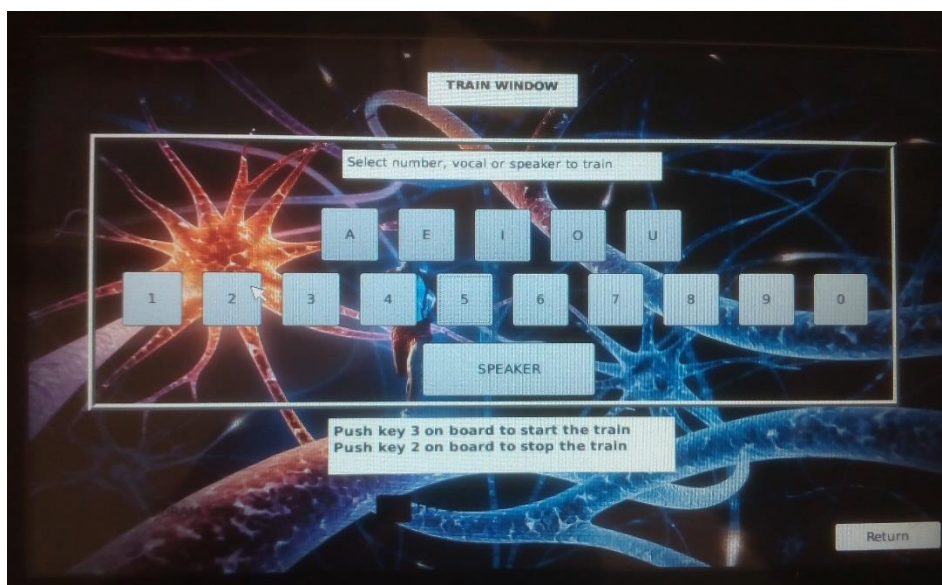 TRAIN WINDOW
Select number, vocal or speaker to train
A E I O U
1 2 3 4 5 6 7 8 9 0
SPEAKER
Push key 3 on board to start the train
Push key 2 on board to stop the train
Return